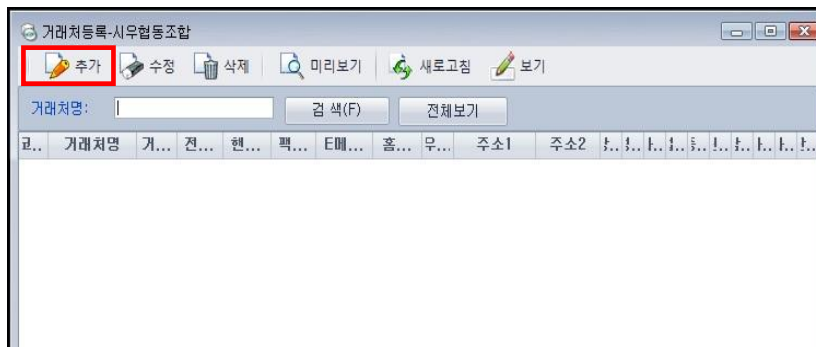 거래처등록-시우협동조합
추가 수정 삭제 미리보기 새로고침 보기
거래처명: 검 색(F) 전체보기
거래처명 거... 전... 핸... 팩... E메... 홈... 우... 주소1 주소2